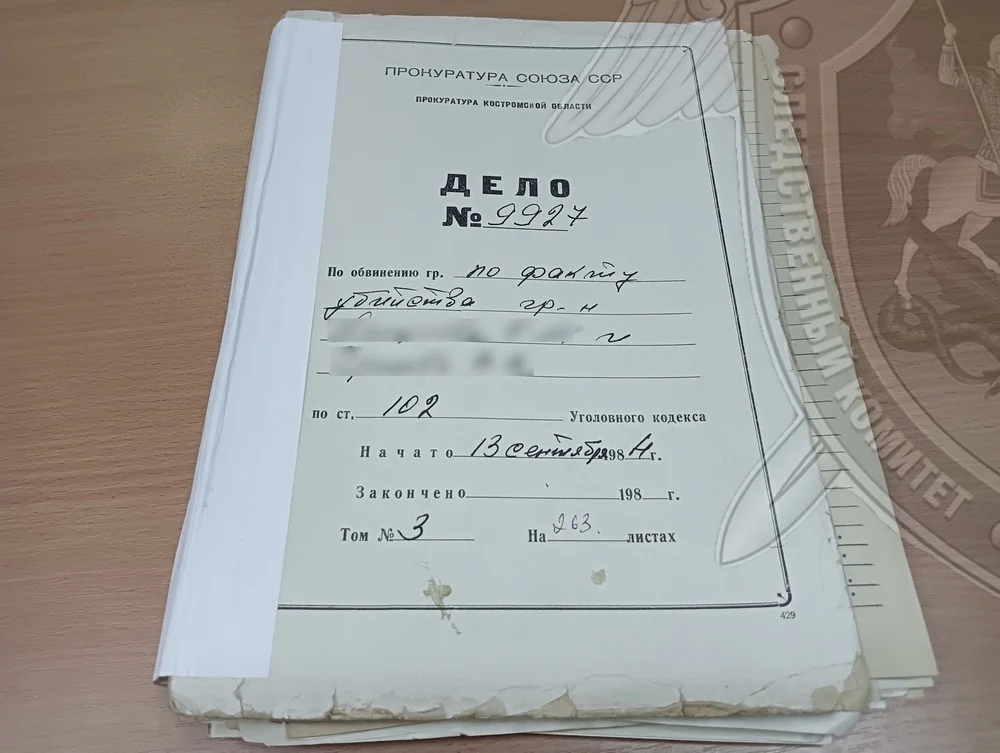 ПРОКУРАТУРА СОЮЗА ССР
ПРОКУРАТУРА КОСТРОМСКОЙ ОБЛАСТИ
ДЕЛО
№ 9927
По обвинению гр. по факту
убийства гр-н
и
по ст. 102 Уголовного кодекса
Начато 13 сентября 1984 г.
Закончено 198 г.
Том № 3 На 263. листах
429
СЛЕДСТВЕННЫЙ КОМИТЕТ